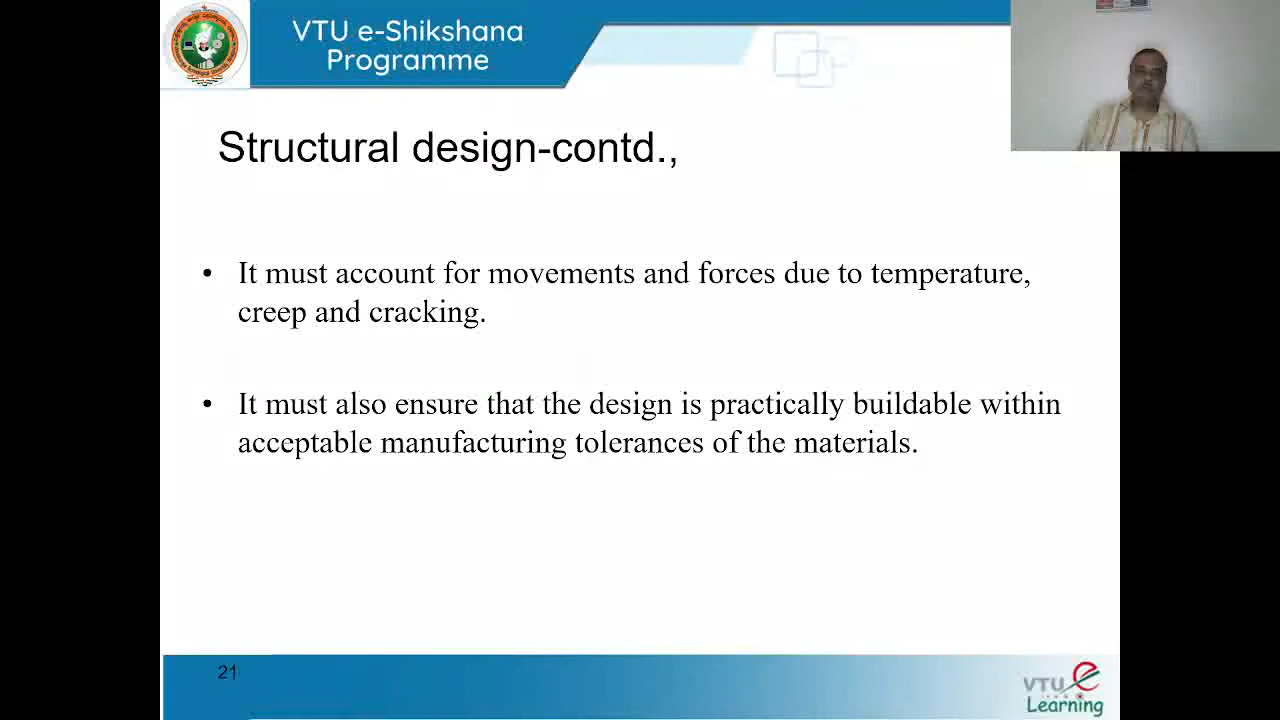 VTU e-Shikshana
Programme
Structural design-contd.,
• It must account for movements and forces due to temperature,
creep and cracking.
• It must also ensure that the design is practically buildable within
acceptable manufacturing tolerances of the materials.
21
VTU e
Learning